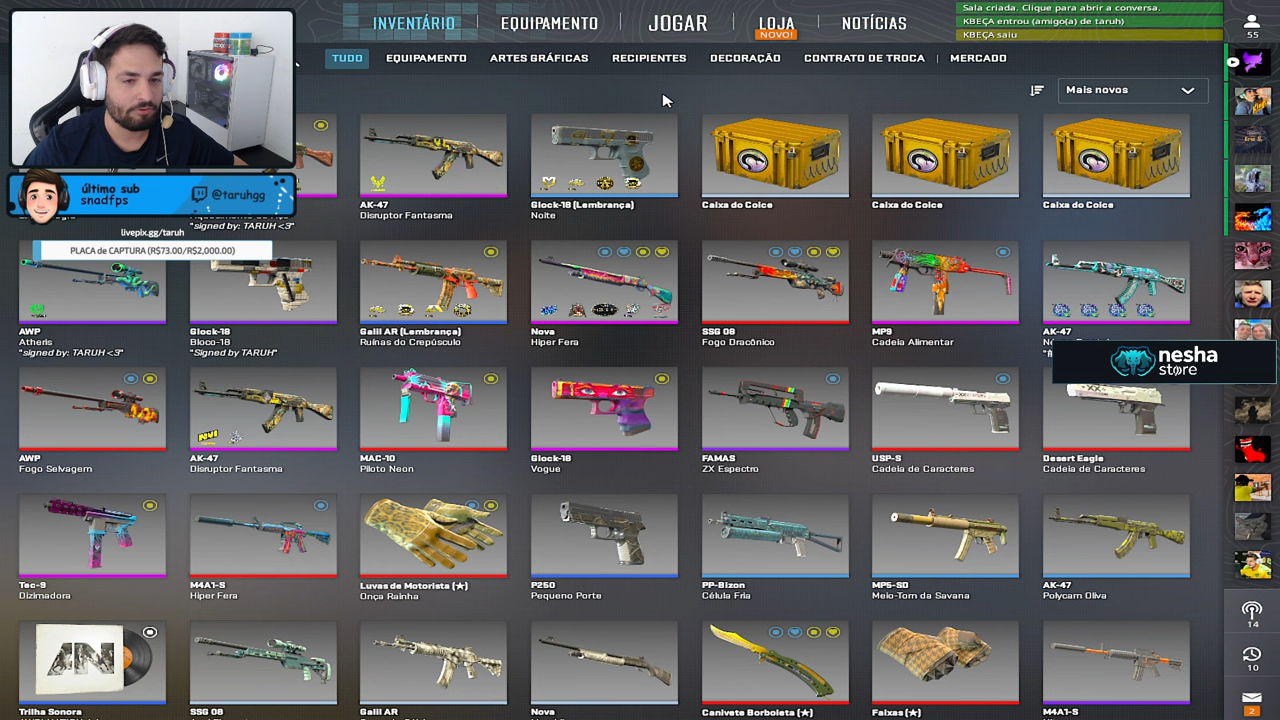 INVENTÁRIO
EQUIPAMENTO
JOGAR
LOJA
NOVO!
NOTÍCIAS
Sala criada. Clique para abrir a conversa.
KBEÇA entrou (amigo(a) de taruh)
KBEÇA saiu
55
TUDO
EQUIPAMENTO
ARTES GRÁFICAS
RECIPIENTES
DECORAÇÃO
CONTRATO DE TROCA
MERCADO
Mais novos
último sub
snadfps
@taruhgg
livepix.gg/taruh
PLACA de CAPTURA (R$73.00/R$2,000.00)
"signed by: TARUH <3"
AK-47
Disruptor Fantasma
Glock-18 (Lembrança)
Noite
Caixa do Coice
Caixa do Coice
Caixa do Coice
AWP
Atheris
"signed by: TARUH <3"
Glock-18
Bloco-18
"Signed by TARUH"
Galil AR (Lembrança)
Ruínas do Crepúsculo
Nova
Hiper Fera
SSG 08
Fogo Dracônico
MP9
Cadeia Alimentar
AK-47
nesha
store
AWP
Fogo Selvagem
AK-47
Disruptor Fantasma
MAC-10
Piloto Neon
Glock-18
Vogue
FAMAS
ZX Espectro
USP-S
Cadeia de Caracteres
Desert Eagle
Cadeia de Caracteres
Tec-9
Dizimadora
M4A1-S
Hiper Fera
Luvas de Motorista (★)
Onça Rainha
P250
Pequeno Porte
PP-Bizon
Célula Fria
MP5-SD
Meio-Tom da Savana
AK-47
Polycam Oliva
14
10
2
Trilha Sonora
SSG 08
Galil AR
Nova
Canivete Borboleta (★)
Faixas (★)
M4A1-S